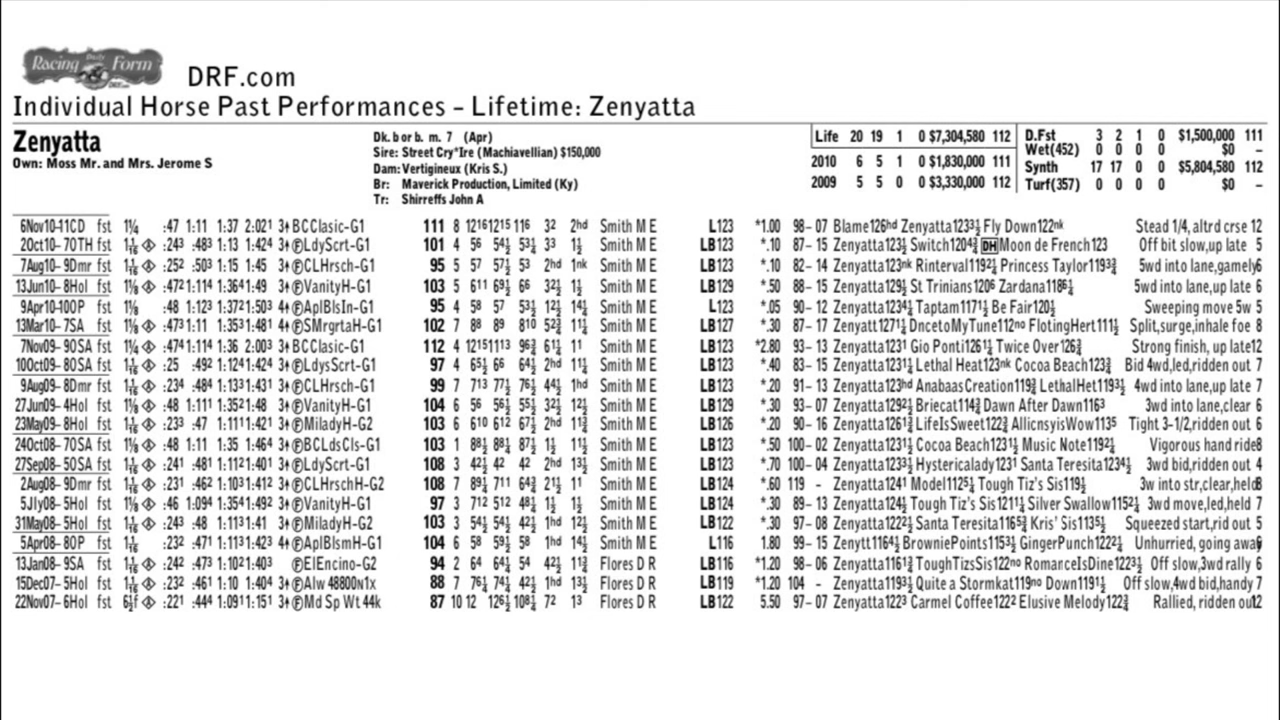 Racing Daily Form
DRF.com
Individual Horse Past Performances – Lifetime: Zenyatta
Zenyatta
Own: Moss Mr. and Mrs. Jerome S
Dk. b or b. m. 7 (Apr)
Sire: Street Cry*Ire (Machiavellian) $150,000
Dam: Vertigineux (Kris S.)
Br: Maverick Production, Limited (Ky)
Tr: Shirreffs John A
Life 20 19 1 0 $7,304,580 112
2010 6 5 1 0 $1,830,000 111
2009 5 5 0 0 $3,330,000 112
D.Fst 3 2 1 0 $1,500,000 111
Wet(452) 0 0 0 0 $0 –
Synth 17 17 0 0 $5,804,580 112
Turf(357) 0 0 0 0 $0 –
6Nov10-11CD fst 1¼ :47 1:11 1:37 2:021 3↑ BCClasic-G1 111 8 1216 1215 116 32 2hd Smith M E L123 *1.00 98–07 Blame126hd Zenyatta1233½ Fly Down122nk Stead 1/4, altrd crse 12
2Oct10- 7OTH fst 1 1/16 :243 :483 1:13 1:424 3↑ⒻLdyScrt-G1 101 4 56 54½ 53¼ 33 1½ Smith M E LB123 *.10 87–15 Zenyatta123½ Switch1204¾ DH Moon de French123 Off bit slow,up late 5
7Aug10- 9Dmr fst 1 1/16 :252 :503 1:15 1:45 3↑ⒻCLHrsch-G1 95 5 57 57½ 53 2hd 1nk Smith M E LB123 *.10 82–14 Zenyatta123nk Rinterval1192¼ Princess Taylor1193¾ 5wd into lane,gamely6
13Jun10- 8Hol fst 1⅛ :472 1:114 1:364 1:49 3↑ⒻVanityH-G1 103 5 611 69½ 66 32½ 1½ Smith M E LB129 *.50 88–15 Zenyatta129½ St Trinians1206 Zardana1186¼ 5wd into lane,up late 6
9Apr10-10OP fst 1⅛ :48 1:123 1:372 1:503 4↑ⒻAplBlsIn-G1 95 4 58 57 53½ 12½ 14¼ Smith M E L123 *.05 90–12 Zenyatta1234¼ Taptam1171½ Be Fair120½ Sweeping move 5w 5
13Mar10- 7SA fst 1⅛ :473 1:11 1:353 1:481 4↑ⒻSMrgrtaH-G1 102 7 88 89 810 52¾ 11¼ Smith M E LB127 *.30 87–17 Zenyatt1271¼ DncetoMyTune112no FlotingHert111½ Split,surge,inhale foe 8
7Nov09- 9OSA fst 1¼ :474 1:114 1:36 2:003 3↑ BCClasic-G1 112 4 1215 1113 96¾ 61¼ 11 Smith M E LB123 *2.80 93–13 Zenyatta1231 Gio Ponti1261¼ Twice Over126¾ Strong finish, up late12
10Oct09- 8OSA fst 1 1/16 :25 :492 1:124 1:424 3↑ⒻLdysScrt-G1 97 4 65½ 66 64½ 2hd 11¼ Smith M E LB123 *.40 83–15 Zenyatta1231¼ Lethal Heat123nk Cocoa Beach123¾ Bid 4wd,led,ridden out 7
9Aug09- 8Dmr fst 1 1/16 :234 :484 1:133 1:431 3↑ⒻCLHrsch-G1 99 7 713 77½ 76½ 44½ 1hd Smith M E LB123 *.20 91–13 Zenyatta123hd AnabaasCreation119¾ LethalHet1193½ 4wd into lane,up late 7
27Jun09- 4Hol fst 1⅛ :48 1:111 1:352 1:48 3↑ⒻVanityH-G1 104 6 56 56½ 55½ 32½ 12½ Smith M E LB129 *.30 93–07 Zenyatta1292½ Briecat114¾ Dawn After Dawn1163 3wd into lane,clear 6
23May09- 8Hol fst 1 1/16 :233 :47 1:111 1:421 3↑ⒻMiladyH-G2 103 6 610 612 67½ 2hd 11¾ Smith M E LB126 *.20 90–16 Zenyatta1261¾ LifeIsSweet122¾ AllicnsyisWow1135 Tight 3-1/2,ridden out 6
24Oct08- 7OSA fst 1⅛ :48 1:11 1:35 1:464 3↑ⒻBCLdsCls-G1 103 1 88½ 88¼ 87½ 1½ 11½ Smith M E LB123 *.50 100–02 Zenyatta1231½ Cocoa Beach1231½ Music Note1192¼ Vigorous hand ride8
27Sep08- 5OSA fst 1 1/16 :241 :481 1:112 1:401 3↑ⒻLdyScrt-G1 108 3 42½ 42 42 2hd 13½ Smith M E LB123 *.70 100–04 Zenyatta1233½ Hystericalady1231 Santa Teresita1234½ 3wd bid,ridden out 4
2Aug08- 9Dmr fst 1 1/16 :231 :462 1:103 1:412 3↑ⒻCLHrschH-G2 108 7 89¼ 711 64¾ 21½ 11 Smith M E LB124 *.60 119 - Zenyatta1241 Model1125¼ Tough Tiz's Sis119½ 3w into str,clear,held8
5Jly08- 5Hol fst 1⅛ :46 1:094 1:354 1:492 3↑ⒻVanityH-G1 97 3 712 512 48¼ 1½ 1½ Smith M E LB124 *.30 89–13 Zenyatta124½ Tough Tiz's Sis1211¼ Silver Swallow1152¼ 3wd move,led,held 7
31May08- 5Hol fst 1 1/16 :243 :48 1:113 1:41 3↑ⒻMiladyH-G2 103 3 54½ 54½ 42½ 1hd 12½ Smith M E LB122 *.30 97–08 Zenyatta1222½ Santa Teresita1165¾ Kris' Sis1135½ Squeezed start,rid out 5
5Apr08- 8OP fst 1 1/16 :232 :471 1:113 1:423 4↑ⒻAplBlsmH-G1 104 6 58 59½ 58 1hd 14½ Smith M E L116 1.80 99–15 Zenytt1164½ BrowniePoints1153½ GingerPunch1222¼ Unhurried, going away6
13Jan08- 9SA fst 1 1/16 :242 :473 1:102 1:403 ⒻElEncino-G2 94 2 64 64½ 54 42½ 11¾ Flores D R LB116 *1.20 98–06 Zenyatta1161¾ ToughTizsSis122no RomanceIsDine1223½ Off slow,3wd rally 6
15Dec07- 5Hol fst 1 1/16 :232 :461 1:10 1:404 3↑ⒻAlw 48800N1X 88 7 76½ 74½ 42½ 1hd 13½ Flores D R LB119 *1.20 104 - Zenyatta1193½ Quite a Stormkat119no Down1191½ Off slow,4wd bid,handy 7
22Nov07- 6Hol fst 6½f :221 :444 1:091 1:151 3↑ⒻMd Sp Wt 44k 87 10 12 126½ 108¼ 72 13 Flores D R LB122 5.50 97–07 Zenyatta1223 Carmel Coffee1222 Elusive Melody122¾ Rallied, ridden out12